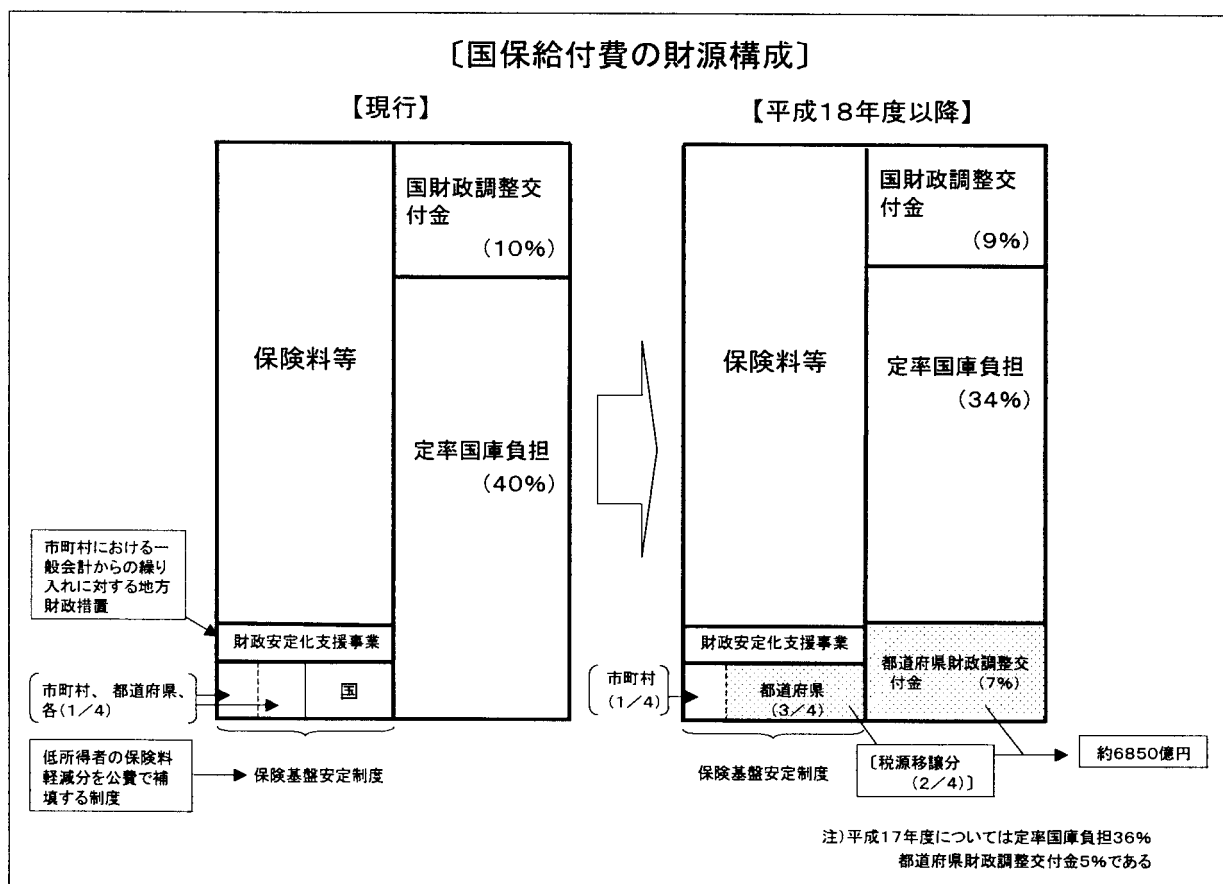 〔国保給付費の財源構成〕
【現行】
国財政調整交
付金
(10%)
保険料等
定率国庫負担
(40%)
市町村における一
般会計からの繰り
入れに対する地方
財政措置
財政安定化支援事業
市町村、都道府県、
各(1/4)
国
低所得者の保険料
軽減分を公費で補
填する制度
保険基盤安定制度
【平成18年度以降】
国財政調整交
付金
(9%)
保険料等
定率国庫負担
(34%)
財政安定化支援事業
市町村
(1/4)
都道府県
(3/4)
都道府県財政調整交
付金 (7%)
保険基盤安定制度
〔税源移譲分
(2/4)〕
約6850億円
注)平成17年度については定率国庫負担36%
都道府県財政調整交付金5%である